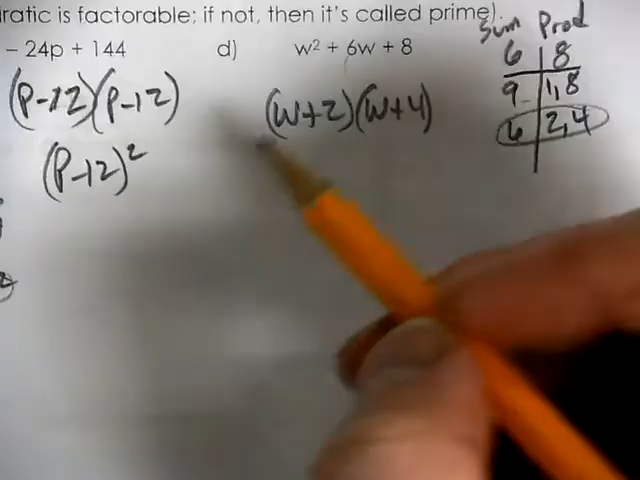 ratic is factorable; if not, then it's called prime).
- 24p + 144
(P-12)(P-12)
(P-12)²
d) w² + 6w + 8
(w+2)(w+4)
Sum Prod
6 8
9 1,8
6 2,4